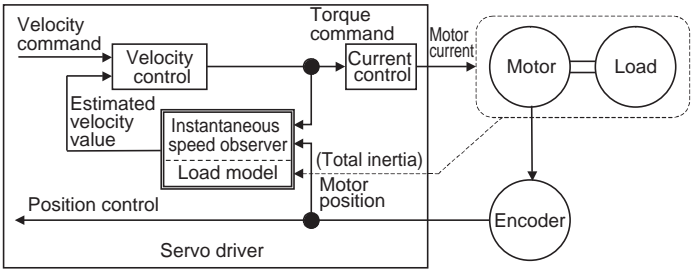 Velocity
command
Velocity
control
Torque
command
Current
control
Motor
current
Motor
Load
Estimated
velocity
value
Instantaneous
speed observer
Load model
(Total inertia)
Motor
position
Position control
Encoder
Servo driver